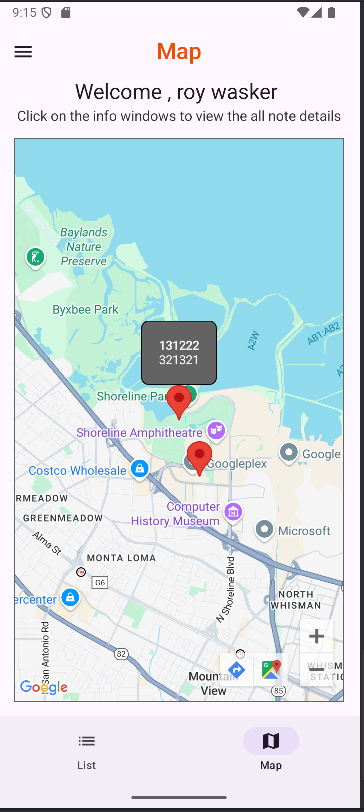 9:15
Map
Welcome , roy wasker
Click on the info windows to view the all note details
Baylands
Nature
Preserve
Byxbee Park
A2W
AB1-AB2
131222
321321
Shoreline Par
Shoreline Amphitheatre
Googleplex
Google
Costco Wholesale
RMEADOW
GREENMEADOW
Computer
History Museum
Microsoft
Alma St
MONTA LOMA
G6
N Shoreline Blvd
NORTH
WHISMAN
ercenter
San Antonio Rd
82
WHISM
STATIO
Mountain
View
85
Google
List
Map